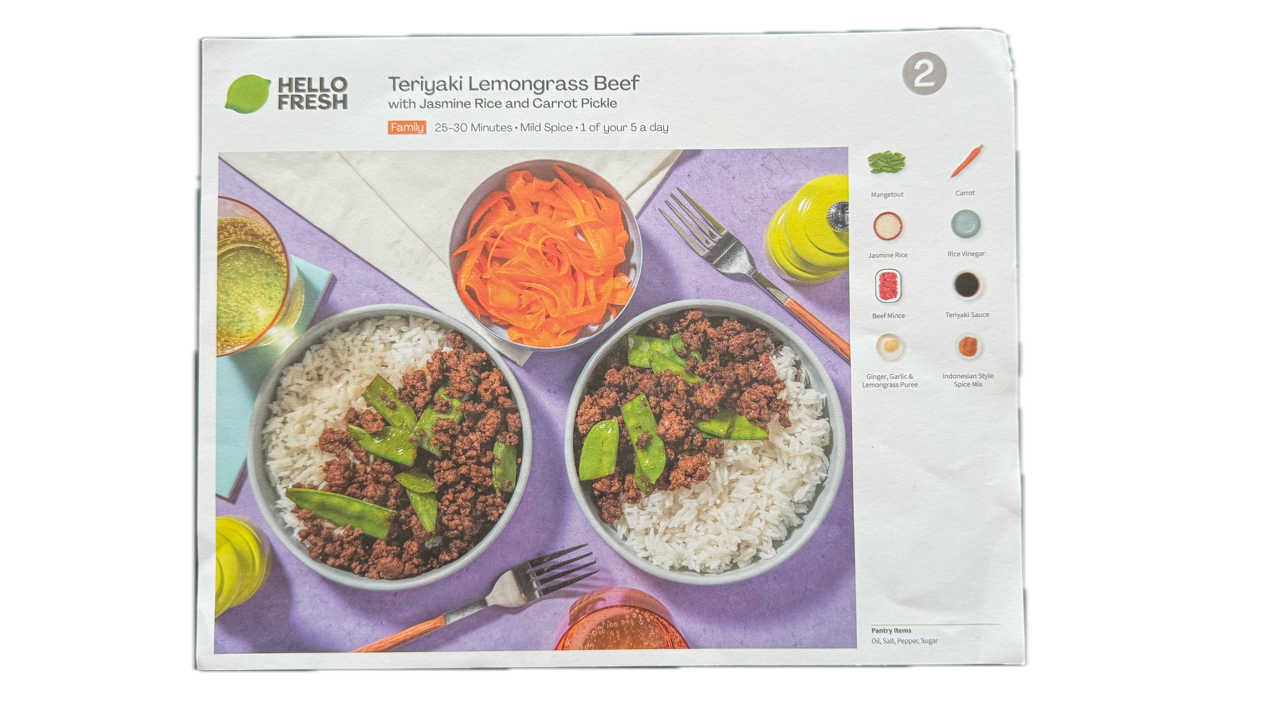 HELLO
FRESH
Teriyaki Lemongrass Beef
with Jasmine Rice and Carrot Pickle
Family 25-30 Minutes • Mild Spice • 1 of your 5 a day
2
Mangetout
Carrot
Jasmine Rice
Rice Vinegar
Beef Mince
Teriyaki Sauce
Ginger, Garlic &
Lemongrass Puree
Indonesian Style
Spice Mix
Pantry Items
Oil, Salt, Pepper, Sugar